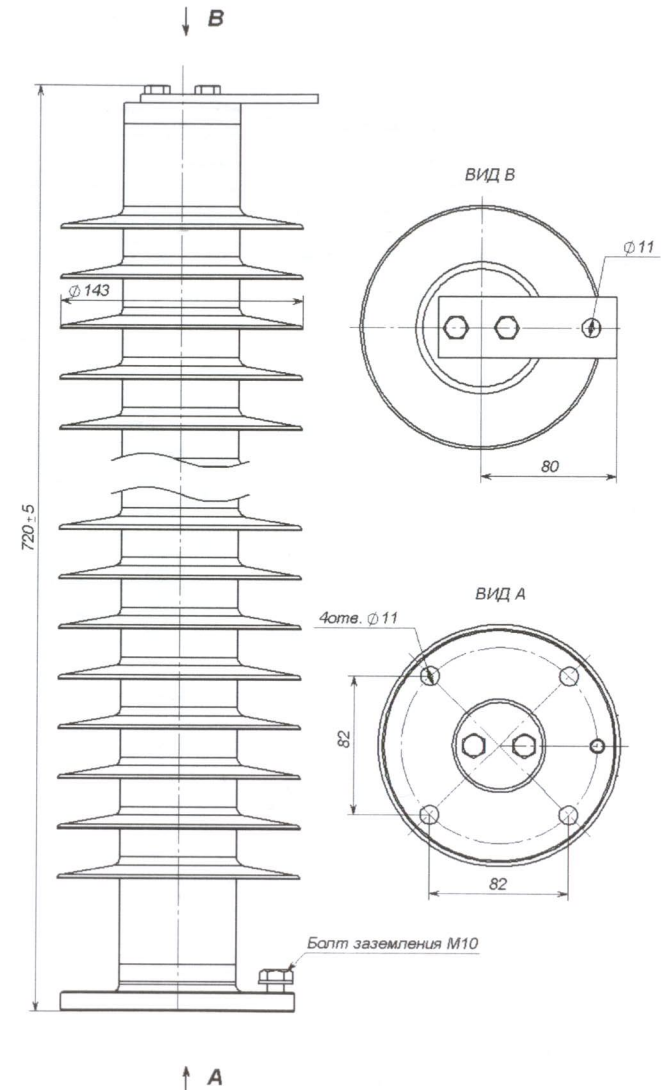 В
ВИД В
∅11
∅143
80
720±5
ВИД А
4отв. ∅11
82
82
Болт заземления М10
А